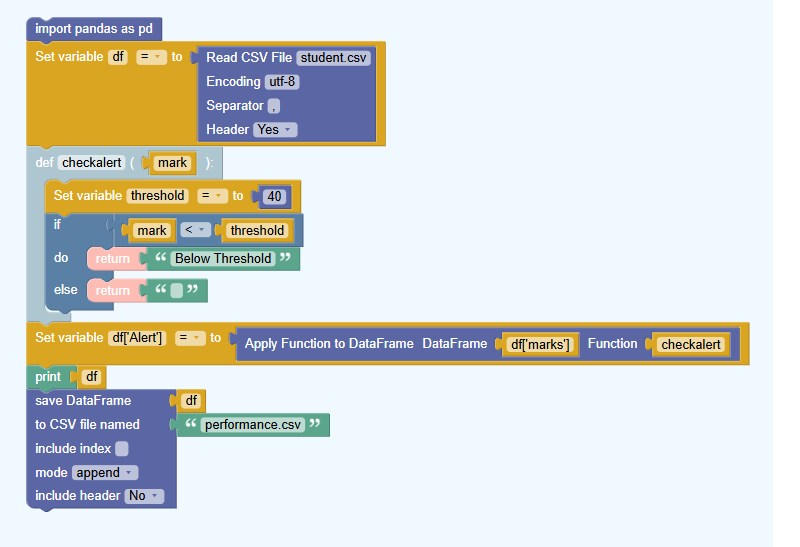 import pandas as pd
Set variable df = to Read CSV File student.csv
Encoding utf-8
Separator ,
Header Yes
def checkalert ( mark ):
Set variable threshold = to 40
if mark < threshold
do return “ Below Threshold ”
else return “ ”
Set variable df['Alert'] = to Apply Function to DataFrame DataFrame df['marks'] Function checkalert
print df
save DataFrame df
to CSV file named “ performance.csv ”
include index
mode append
include header No